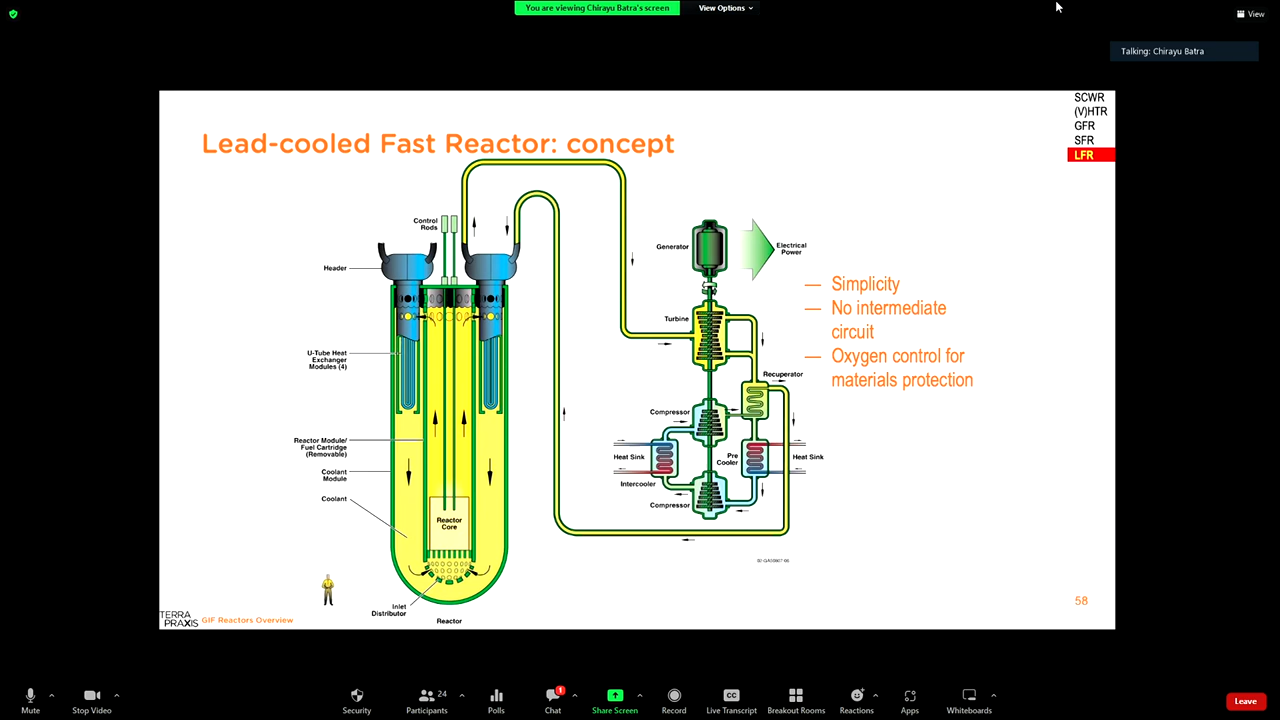 You are viewing Chirayu Batra's screen
View Options
View
Talking: Chirayu Batra
SCWR
(V)HTR
GFR
SFR
LFR
Lead-cooled Fast Reactor: concept
Control
Rods
Header
U-Tube Heat
Exchanger
Modules (4)
Reactor Module/
Fuel Cartridge
(Removable)
Coolant
Module
Coolant
Reactor
Core
Inlet
Distributor
Reactor
Generator
Electrical
Power
Turbine
Recuperator
Compressor
Heat Sink
Pre
Cooler
Heat Sink
Intercooler
Compressor
— Simplicity
— No intermediate
circuit
— Oxygen control for
materials protection
58
TERRA
PRAXIS
GIF Reactors Overview
Mute
Stop Video
Security
24
Participants
Polls
1
Chat
Share Screen
Record
CC
Live Transcript
Breakout Rooms
Reactions
Apps
Whiteboards
Leave